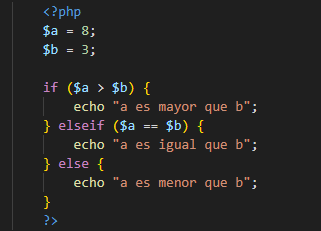 <?php
$a = 8;
$b = 3;

if ($a > $b) {
    echo "a es mayor que b";
} elseif ($a == $b) {
    echo "a es igual que b";
} else {
    echo "a es menor que b";
}
?>